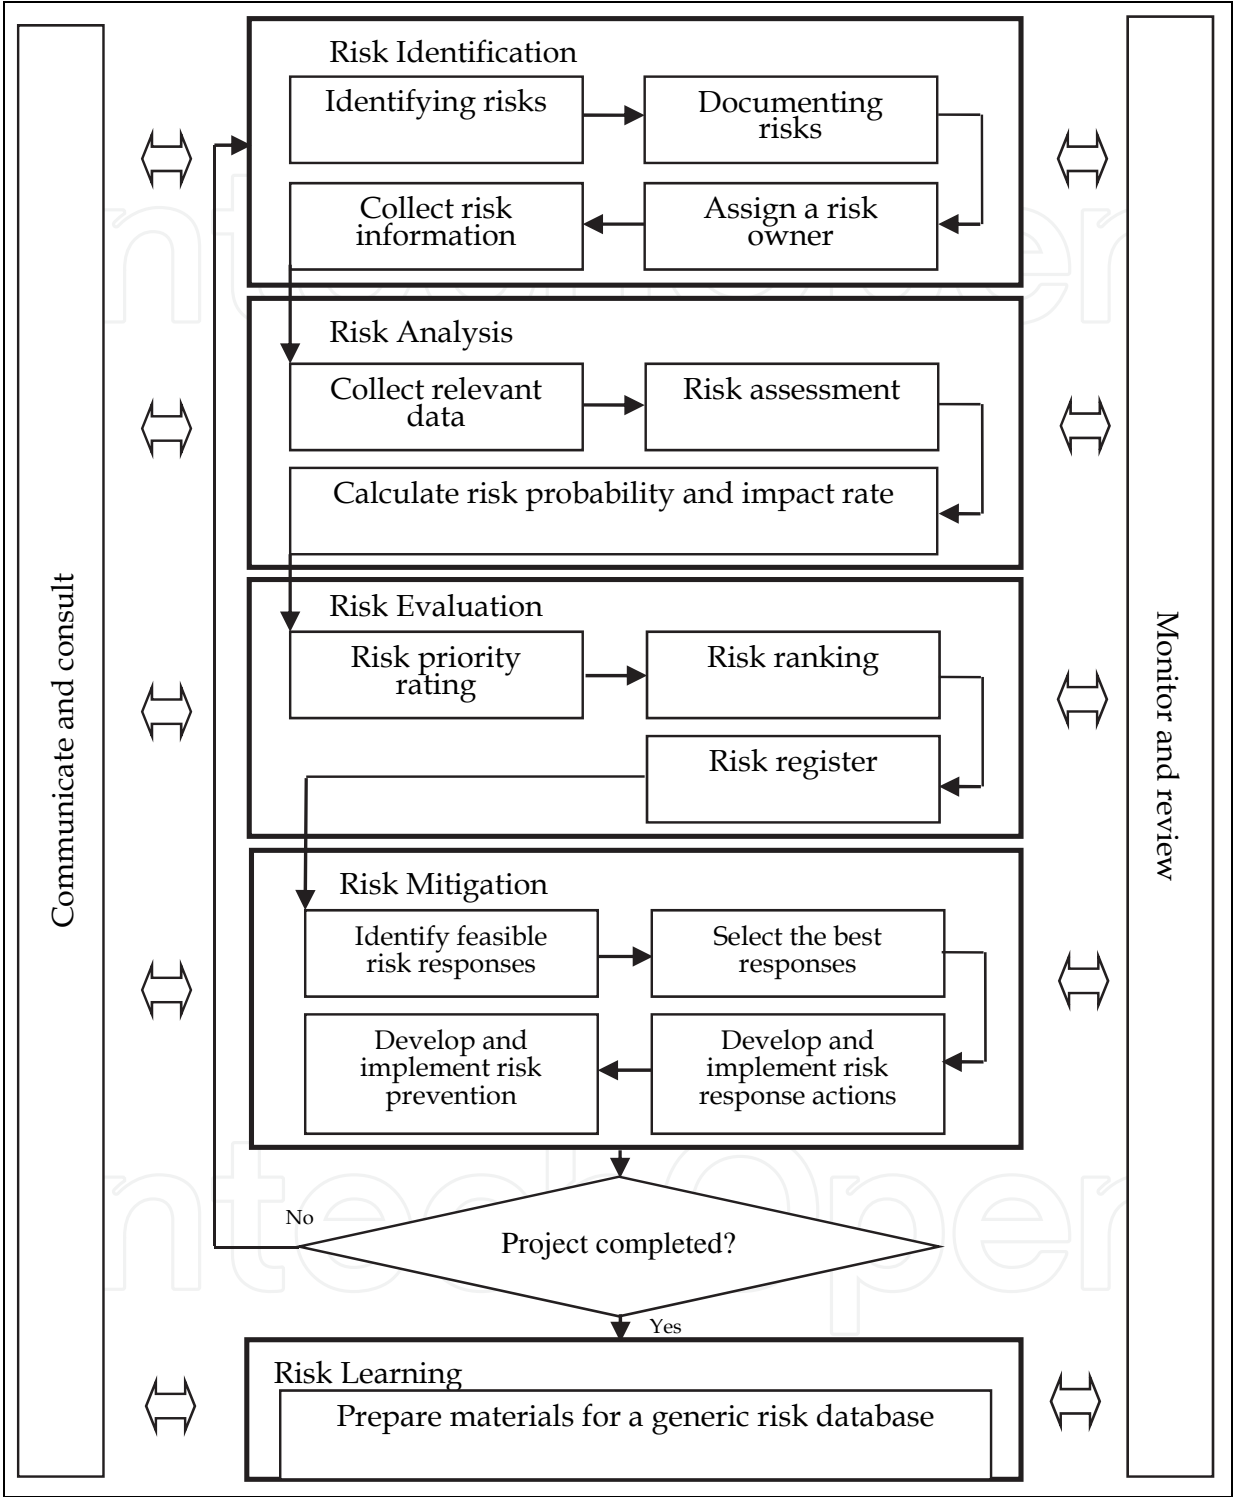 Communicate and consult
Risk Identification
Identifying risks
Documenting
risks
Collect risk
information
Assign a risk
owner
Risk Analysis
Collect relevant
data
Risk assessment
Calculate risk probability and impact rate
Risk Evaluation
Risk priority
rating
Risk ranking
Risk register
Risk Mitigation
Identify feasible
risk responses
Select the best
responses
Develop and
implement risk
prevention
Develop and
implement risk
response actions
No
Project completed?
Yes
Risk Learning
Prepare materials for a generic risk database
Monitor and review